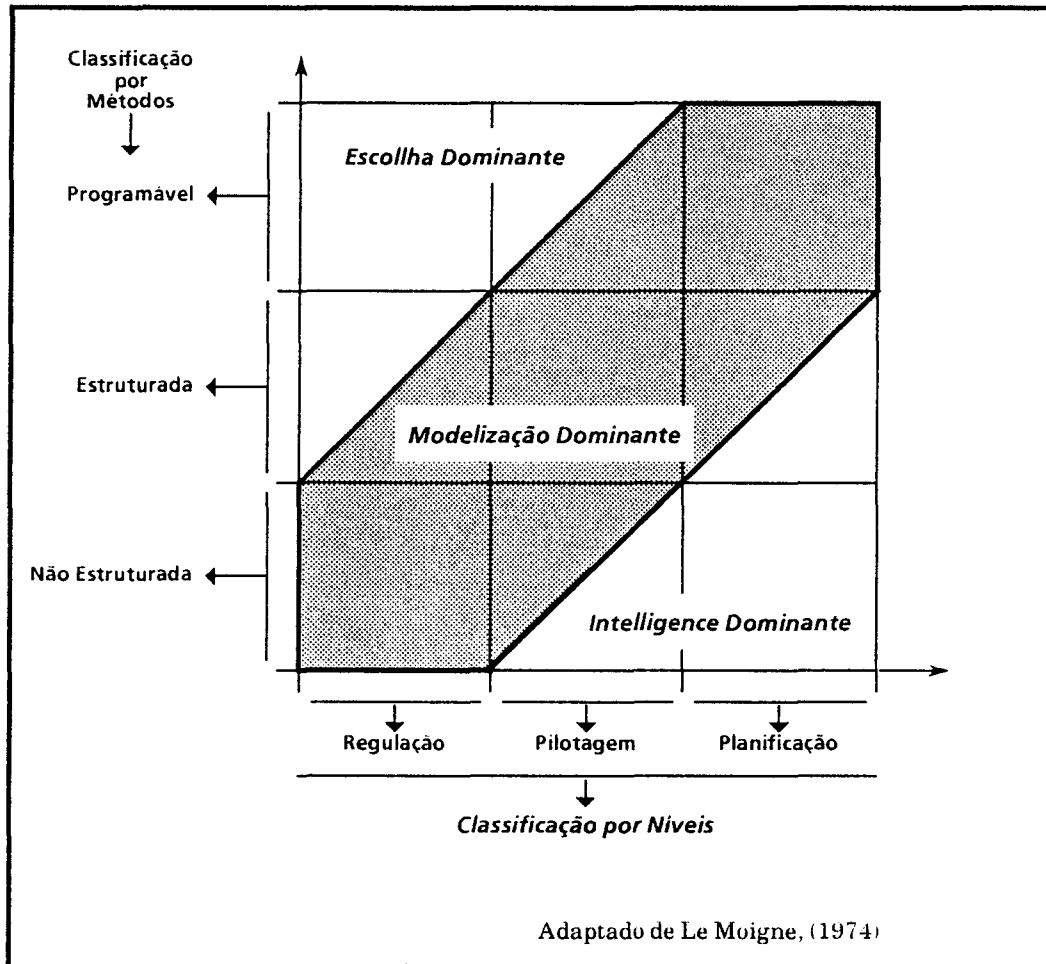 Classificação
por
Métodos
Escollha Dominante
Programável
Estruturada
Modelização Dominante
Não Estruturada
Intelligence Dominante
Regulação
Pilotagem
Planificação
Classificação por Níveis
Adaptado de Le Moigne, (1974)